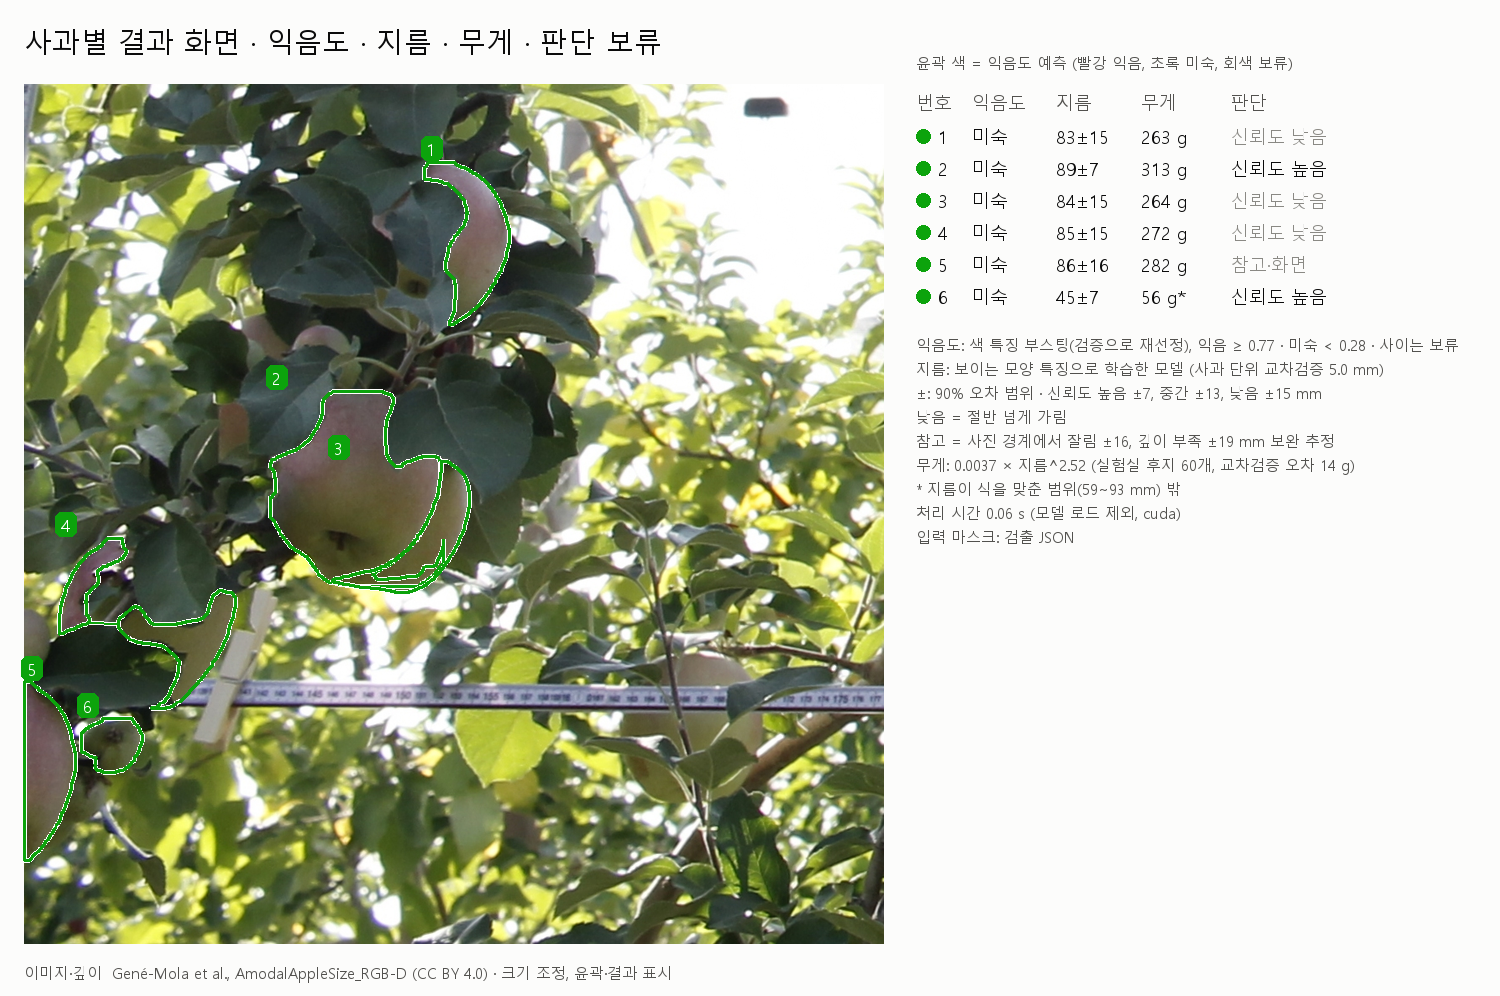 사과별 결과 화면 · 익음도 · 지름 · 무게 · 판단 보류
윤곽 색 = 익음도 예측 (빨강 익음, 초록 미숙, 회색 보류)
번호 익음도 지름 무게 판단
1 미숙 83±15 263 g 신뢰도 낮음
2 미숙 89±7 313 g 신뢰도 높음
3 미숙 84±15 264 g 신뢰도 낮음
4 미숙 85±15 272 g 신뢰도 낮음
5 미숙 86±16 282 g 참고·화면
6 미숙 45±7 56 g* 신뢰도 높음
익음도: 색 특징 부스팅(검증으로 재선정), 익음 ≥ 0.77 · 미숙 < 0.28 · 사이는 보류
지름: 보이는 모양 특징으로 학습한 모델 (사과 단위 교차검증 5.0 mm)
±: 90% 오차 범위 · 신뢰도 높음 ±7, 중간 ±13, 낮음 ±15 mm
낮음 = 절반 넘게 가림
참고 = 사진 경계에서 잘림 ±16, 깊이 부족 ±19 mm 보완 추정
무게: 0.0037 × 지름^2.52 (실험실 후지 60개, 교차검증 오차 14 g)
* 지름이 식을 맞춘 범위(59~93 mm) 밖
처리 시간 0.06 s (모델 로드 제외, cuda)
입력 마스크: 검출 JSON
1
2
3
4
5
6
이미지·깊이 Gené-Mola et al., AmodalAppleSize_RGB-D (CC BY 4.0) · 크기 조정, 윤곽·결과 표시